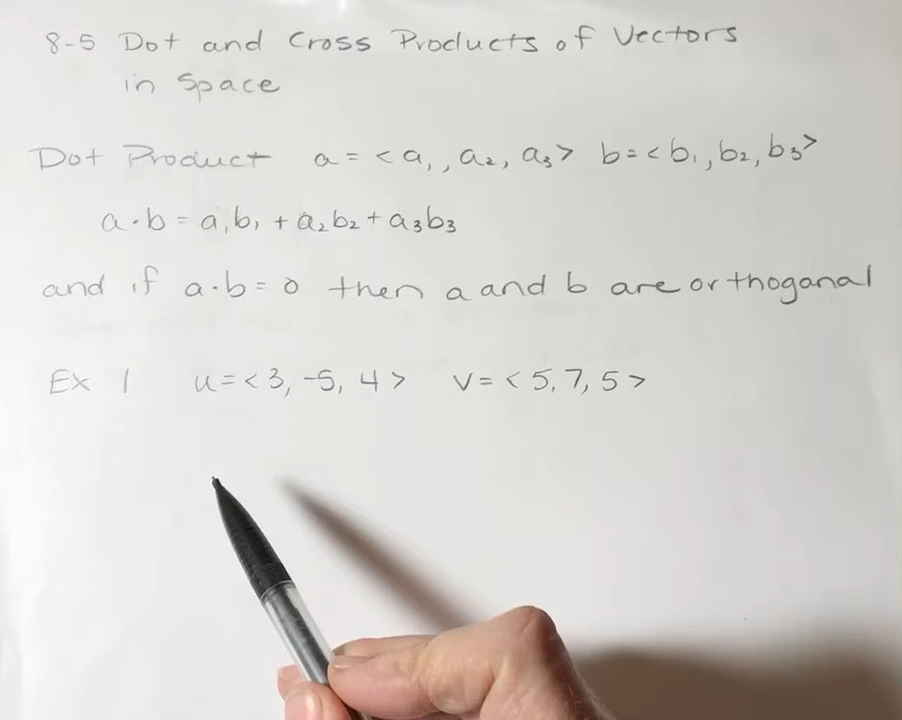 8-5 Dot and Cross Products of Vectors
in Space
Dot Product a = <a₁, a₂, a₃> b = <b₁, b₂, b₃>
a·b = a₁b₁ + a₂b₂ + a₃b₃
and if a·b = 0 then a and b are orthoganal
Ex 1 u = <3, -5, 4> v = <5, 7, 5>